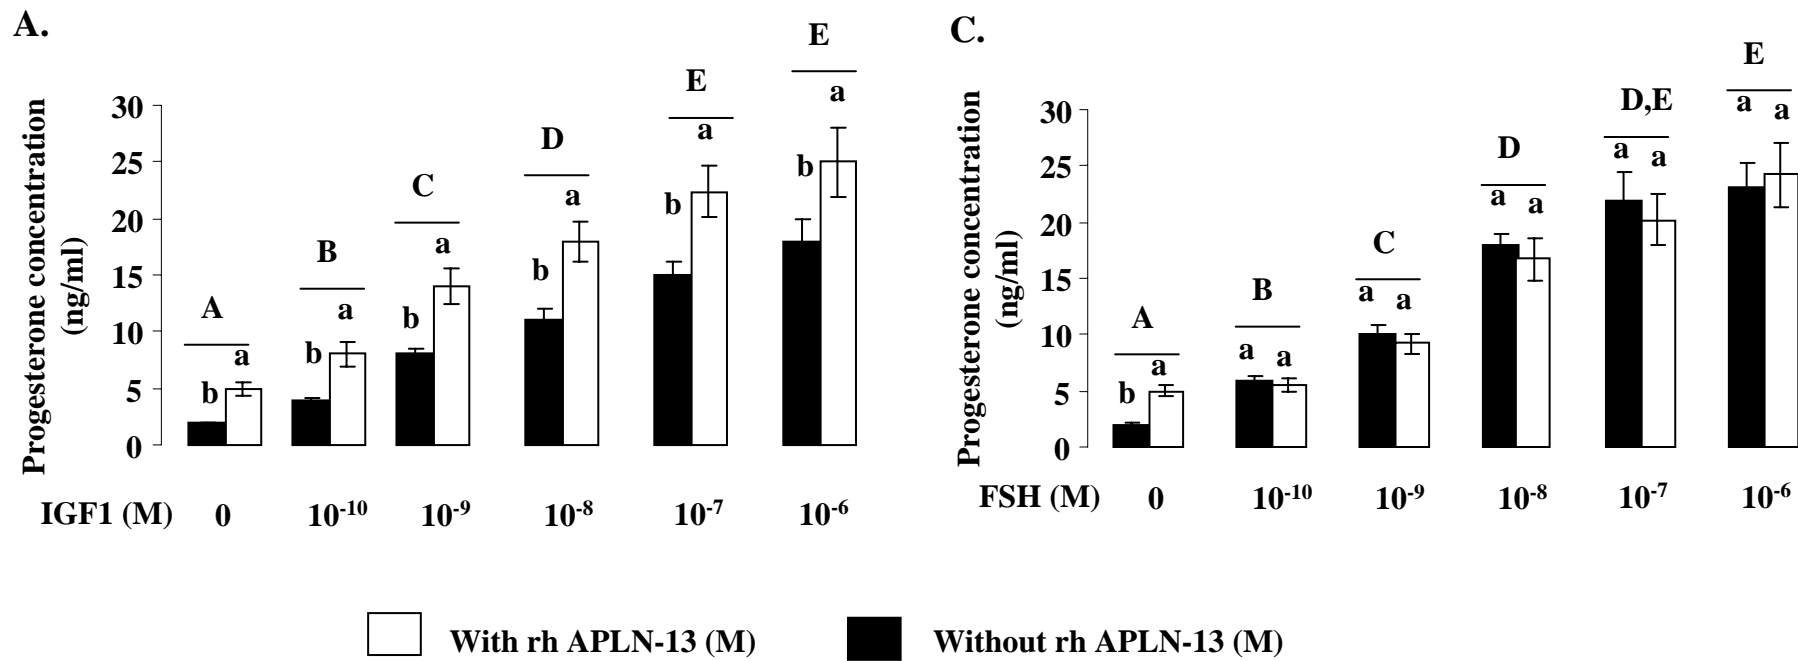 A.
Progesterone concentration
(ng/ml)
30
25
20
15
10
5
0
A
B
C
D
E
E
b a b a b a b a b a b a
IGF1 (M) 0 10⁻¹⁰ 10⁻⁹ 10⁻⁸ 10⁻⁷ 10⁻⁶
C.
Progesterone concentration
(ng/ml)
30
25
20
15
10
5
0
A
B
C
D
D,E
E
b a a a a a a a a a a a
FSH (M) 0 10⁻¹⁰ 10⁻⁹ 10⁻⁸ 10⁻⁷ 10⁻⁶
With rh APLN-13 (M)
Without rh APLN-13 (M)